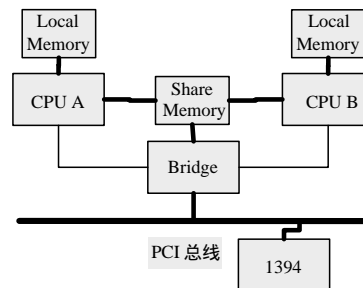 Local
Memory
Local
Memory
CPU A
Share
Memory
CPU B
Bridge
PCI 总线
1394